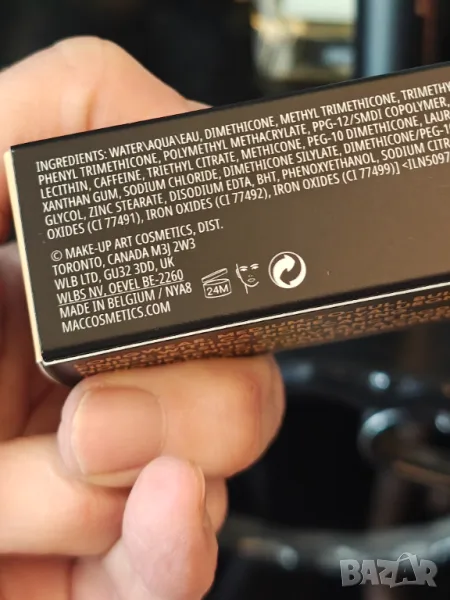 INGREDIENTS: WATER\AQUA\EAU, DIMETHICONE, METHYL TRIMETHICONE, TRIMETHY
PHENYL TRIMETHICONE, POLYMETHYL METHACRYLATE, PPG-12/SMDI COPOLYMER,
LECITHIN, CAFFEINE, TRIETHYL CITRATE, METHICONE, PEG-10 DIMETHICONE, LAUR
XANTHAN GUM, SODIUM CHLORIDE, DIMETHICONE SILYLATE, DIMETHICONE/PEG-10
GLYCOL, ZINC STEARATE, DISODIUM EDTA, BHT, PHENOXYETHANOL, SODIUM CITR
OXIDES (CI 77491), IRON OXIDES (CI 77492), IRON OXIDES (CI 77499)] <ILN5097
© MAKE-UP ART COSMETICS, DIST.
TORONTO, CANADA M3J 2W3
WLB LTD, GU32 3DD, UK
WLBS NV. OEVEL BE-2260
MADE IN BELGIUM / NYA8
MACCOSMETICS.COM
24M
BAZAR